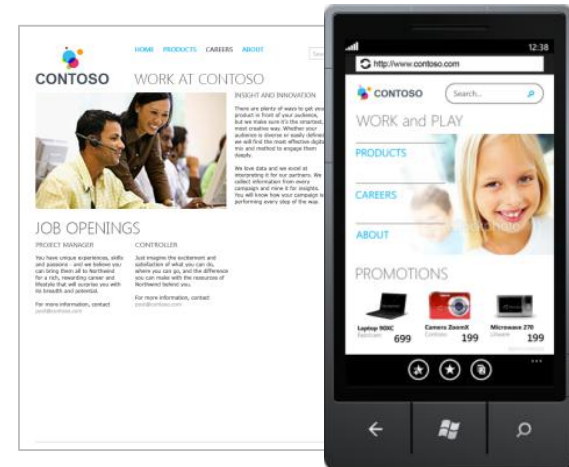 HOME PRODUCTS CAREERS ABOUT
CONTOSO
WORK AT CONTOSO
INSIGHT AND INNOVATION
There are plenty of ways to get your
product in front of your audience,
but we make sure it's the smartest,
most creative way. Whether your
audience is diverse or easily defined
we will find the most effective digital
mix and method to engage them
deeply.
We love data and we excel at
interpreting it for our partners. We
collect information from every
campaign and mine it for insights.
You will know how your campaign is
performing every step of the way.
JOB OPENINGS
PROJECT MANAGER
You have unique experiences, skills
and passions - and we believe you
can bring them all to Northwind
for a rich, rewarding career and
lifestyle that will surprise you with
its breadth and potential.
For more information, contact
post@contoso.com
CONTROLLER
Just imagine the excitement and
satisfaction of what you can do,
where you can go, and the difference
you can make with the resources of
Northwind behind you.
For more information, contact
post@contoso.com
12:38
http://www.contoso.com
CONTOSO
Search...
WORK and PLAY
PRODUCTS
CAREERS
ABOUT
PROMOTIONS
Laptop 90XC
699
Camera ZoomX
Contoso
199
Microwave 270
Litware
199